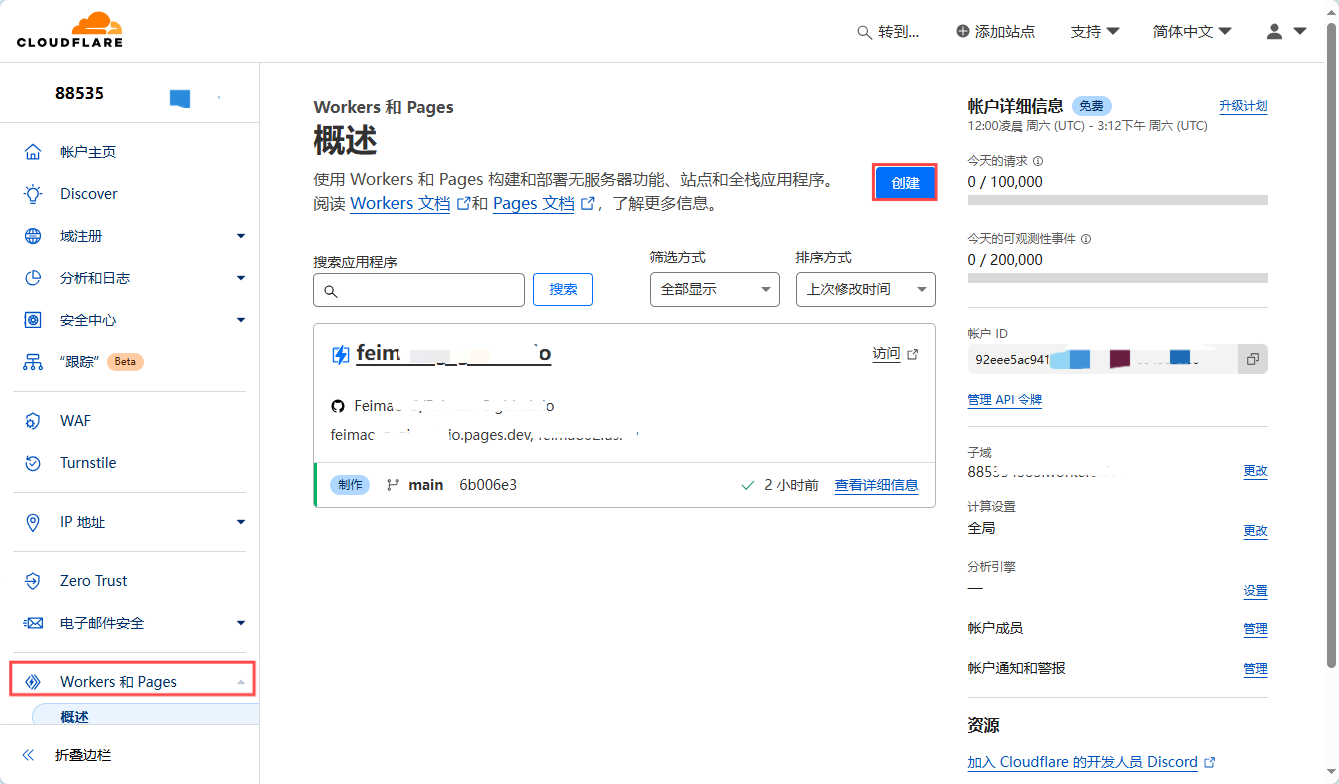 CLOUDFLARE
转到...
添加站点
支持
简体中文
88535
帐户主页
Discover
域注册
分析和日志
安全中心
“跟踪” Beta
WAF
Turnstile
IP 地址
Zero Trust
电子邮件安全
Workers 和 Pages
概述
折叠边栏
Workers 和 Pages
概述
使用 Workers 和 Pages 构建和部署无服务器功能、站点和全栈应用程序。
阅读 Workers 文档 和 Pages 文档 ，了解更多信息。
创建
搜索应用程序
搜索
筛选方式
全部显示
排序方式
上次修改时间
访问
feimac
io.pages.dev,
制作 main 6b006e3
2 小时前 查看详细信息
帐户详细信息 免费 升级计划
12:00凌晨 周六 (UTC) - 3:12下午 周六 (UTC)
今天的请求
0 / 100,000
今天的可观测性事件
0 / 200,000
帐户 ID
92eee5ac941
管理 API 令牌
子域
更改
计算设置
全局
更改
分析引擎
—
设置
帐户成员 管理
帐户通知和警报 管理
资源
加入 Cloudflare 的开发人员 Discord